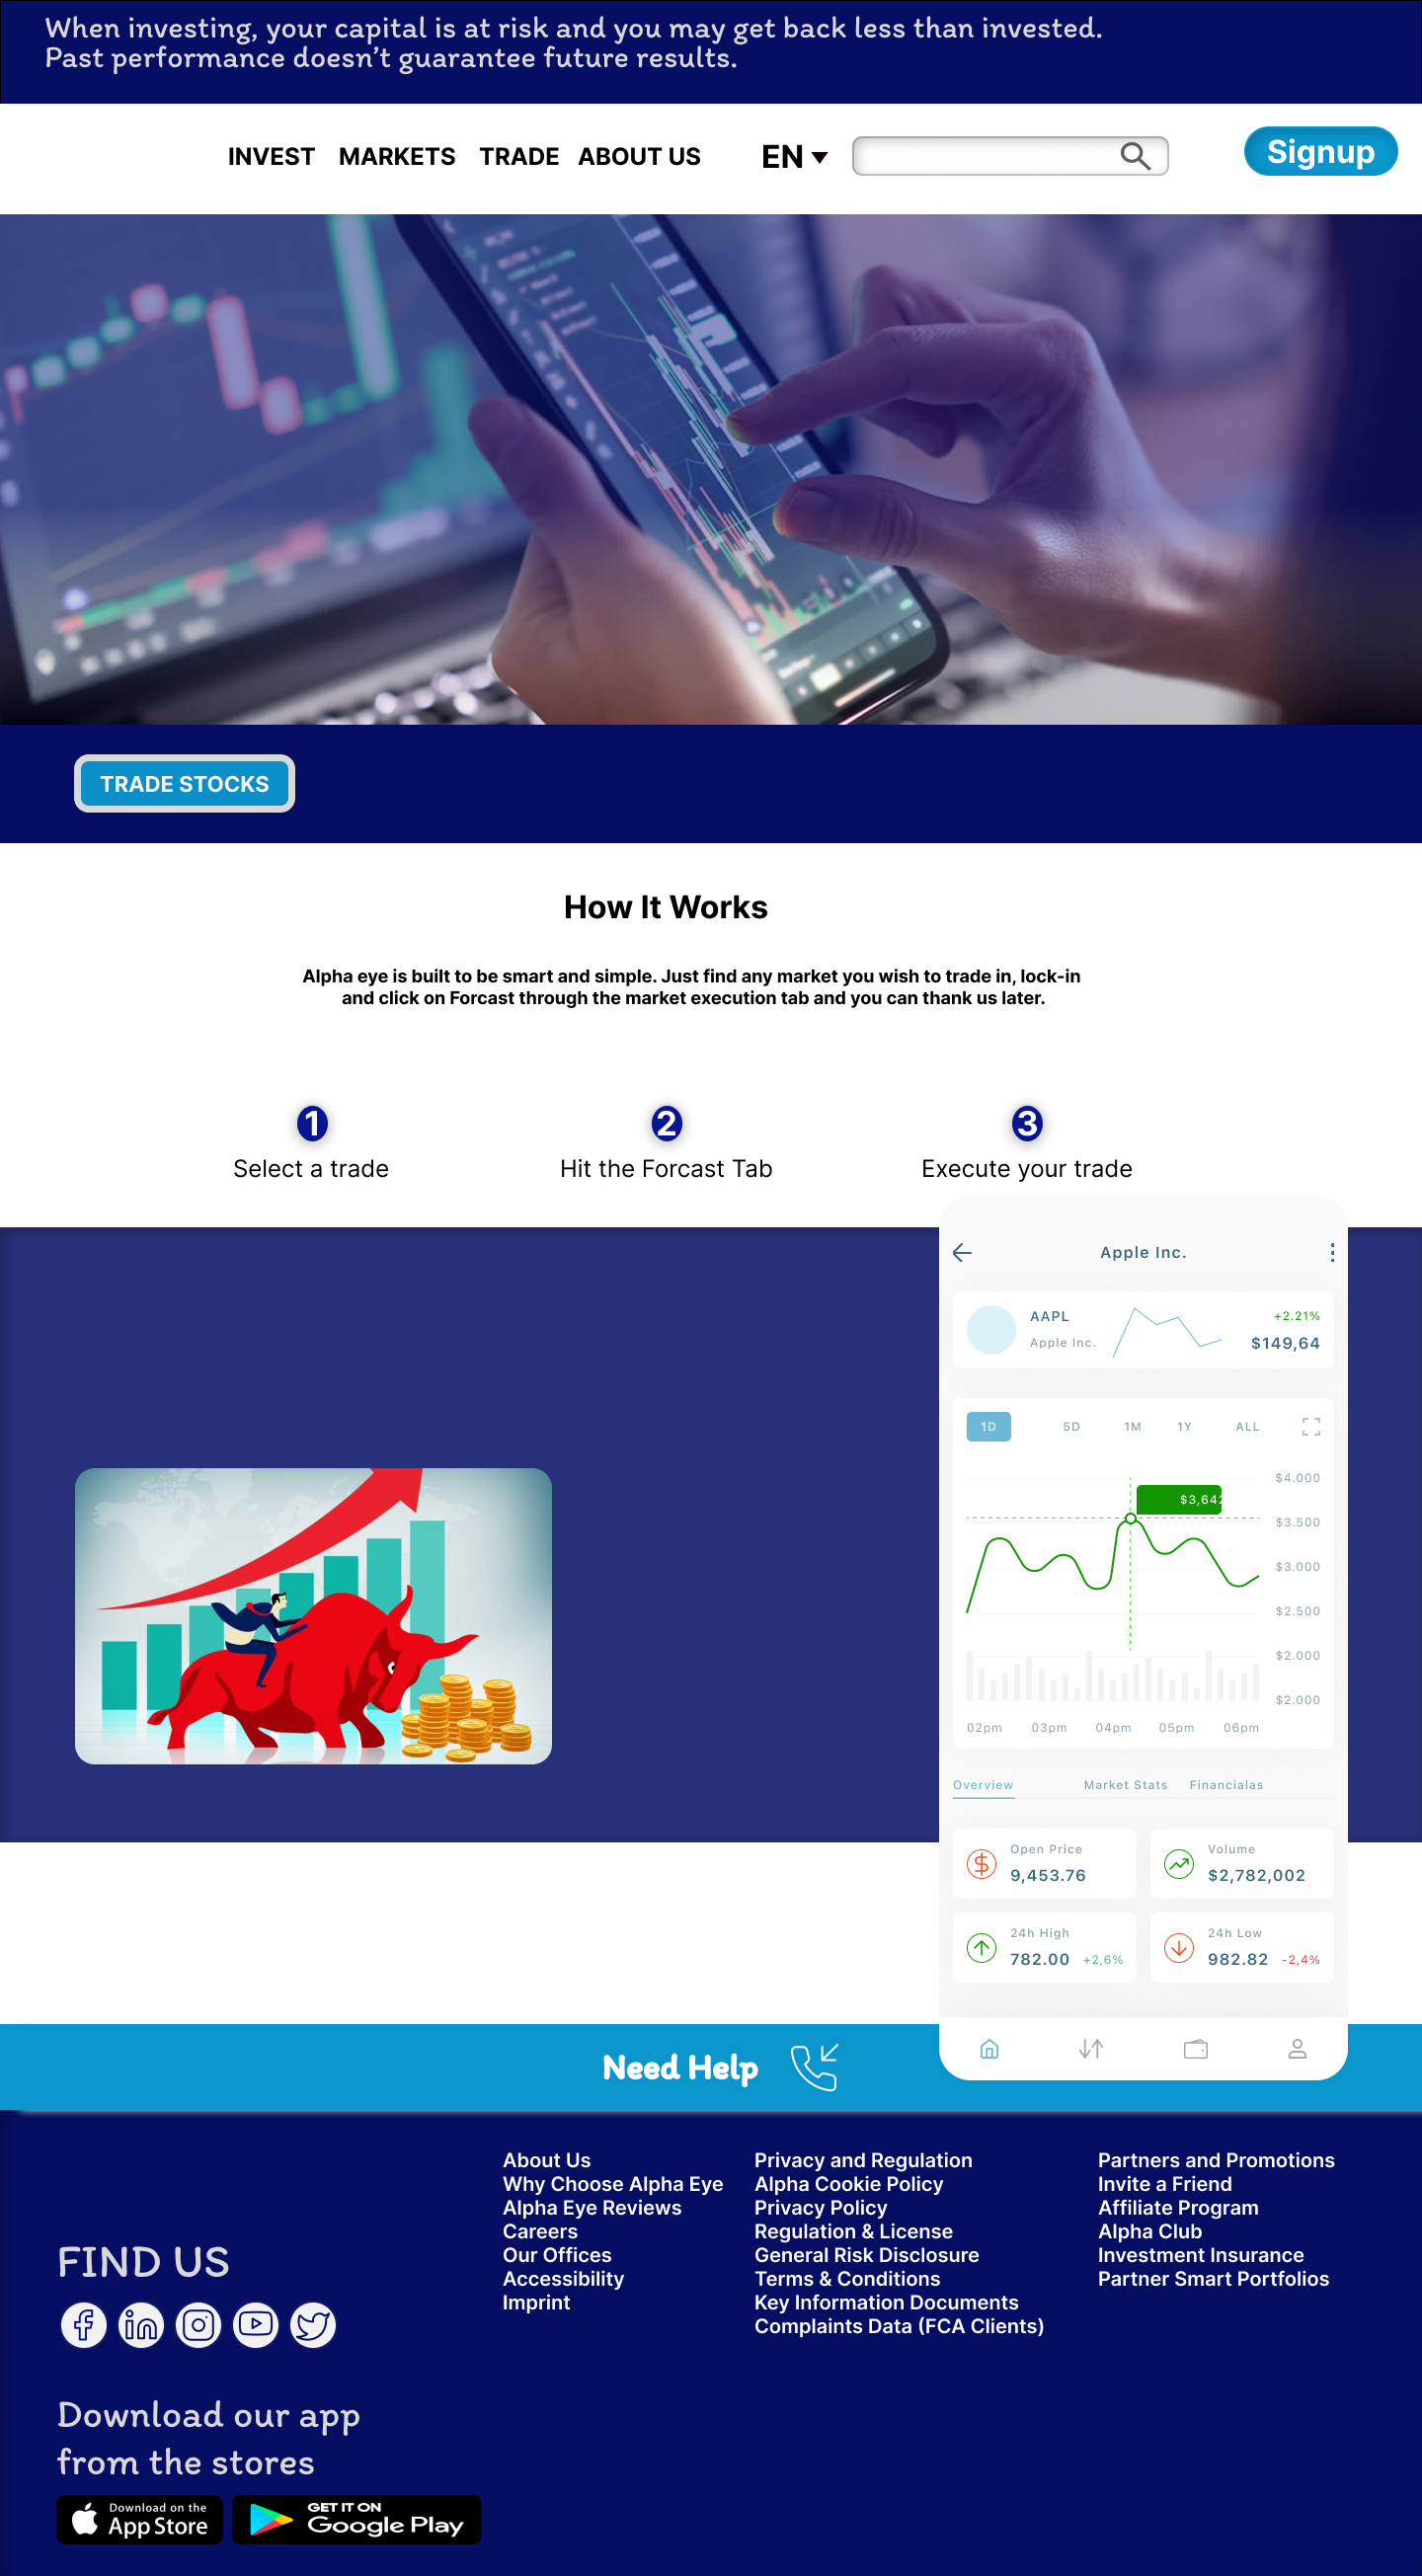 When investing, your capital is at risk and you may get back less than invested.
Past performance doesn’t guarantee future results.
INVEST MARKETS TRADE ABOUT US EN
Signup
TRADE STOCKS
How It Works
Alpha eye is built to be smart and simple. Just find any market you wish to trade in, lock-in
and click on Forcast through the market execution tab and you can thank us later.
1
Select a trade
2
Hit the Forcast Tab
3
Execute your trade
Apple Inc.
AAPL
Apple Inc.
+2.21%
$149,64
1D 5D 1M 1Y ALL
$3,642
$4.000
$3.500
$3.000
$2.500
$2.000
$2.000
02pm 03pm 04pm 05pm 06pm
Overview Market Stats Financialas
Open Price
9,453.76
Volume
$2,782,002
24h High
782.00 +2,6%
24h Low
982.82 -2,4%
Need Help
About Us
Why Choose Alpha Eye
Alpha Eye Reviews
Careers
Our Offices
Accessibility
Imprint
Privacy and Regulation
Alpha Cookie Policy
Privacy Policy
Regulation & License
General Risk Disclosure
Terms & Conditions
Key Information Documents
Complaints Data (FCA Clients)
Partners and Promotions
Invite a Friend
Affiliate Program
Alpha Club
Investment Insurance
Partner Smart Portfolios
FIND US
Download our app
from the stores
Download on the
App Store
GET IT ON
Google Play